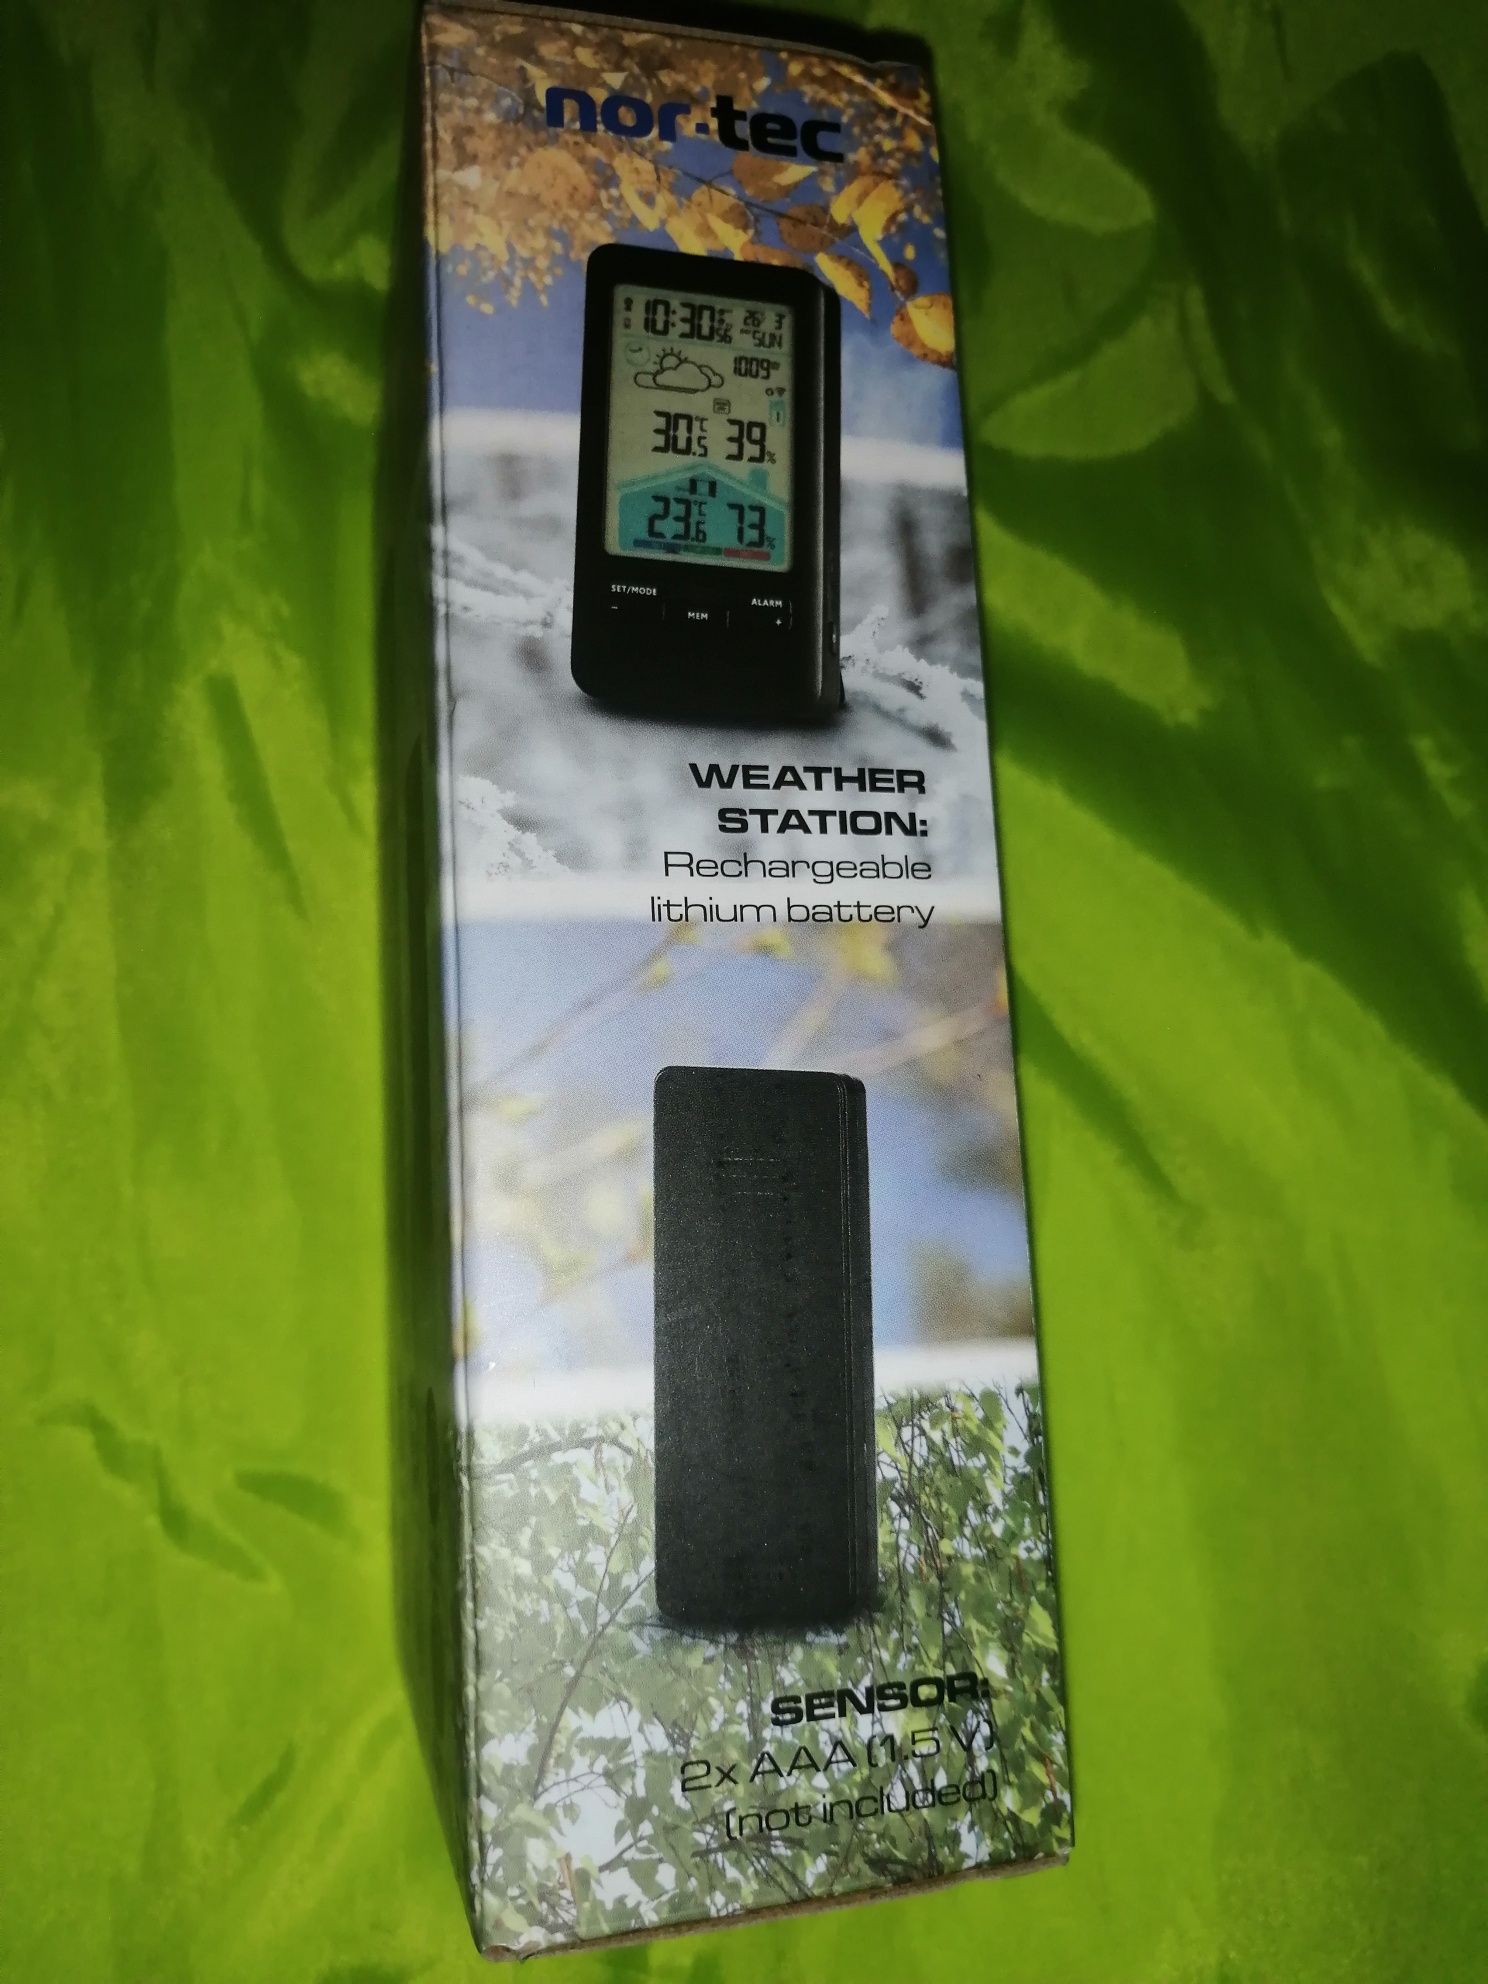 nor·tec
10:30 56 26 3
SUN
1009
30.5 °C 39%
23.6 °C 73%
SET/MODE
ALARM
− MEM +
WEATHER
STATION:
Rechargeable
lithium battery
SENSOR:
2x AAA (1.5 V)
(not included)